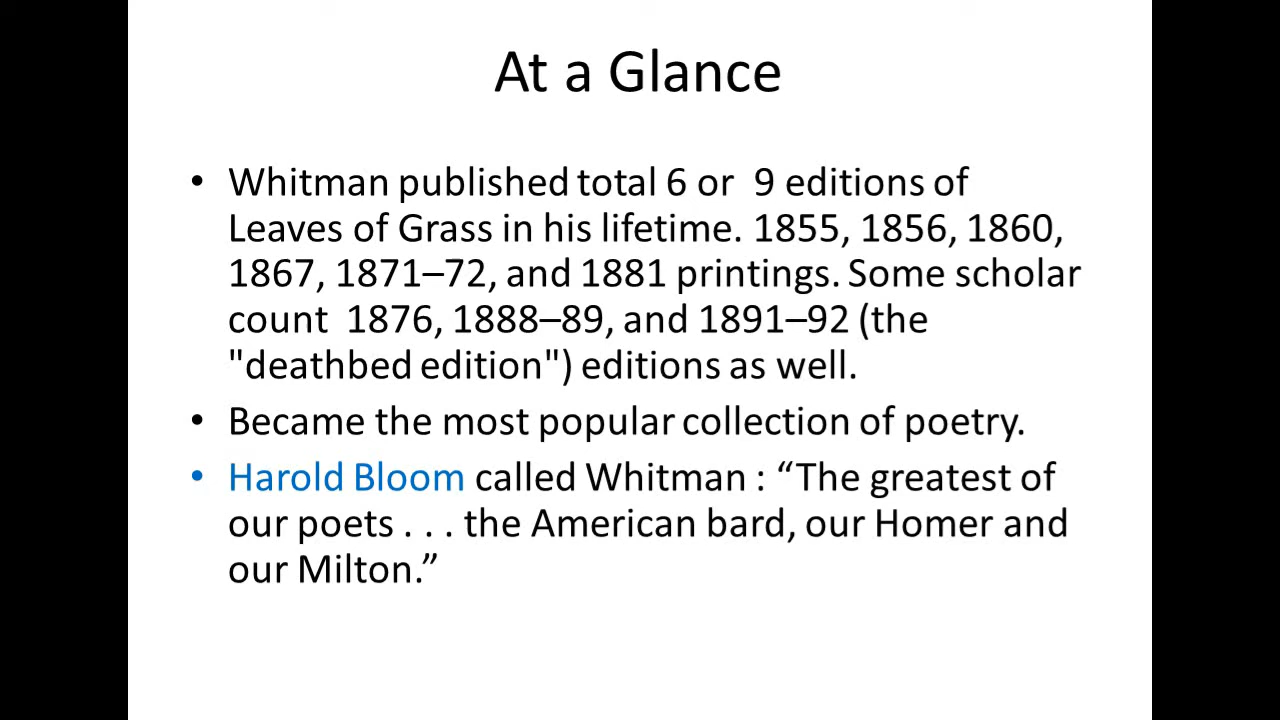 At a Glance
• Whitman published total 6 or  9 editions of
Leaves of Grass in his lifetime. 1855, 1856, 1860,
1867, 1871–72, and 1881 printings. Some scholar
count  1876, 1888–89, and 1891–92 (the
"deathbed edition") editions as well.
• Became the most popular collection of poetry.
• Harold Bloom called Whitman : “The greatest of
our poets . . . the American bard, our Homer and
our Milton.”